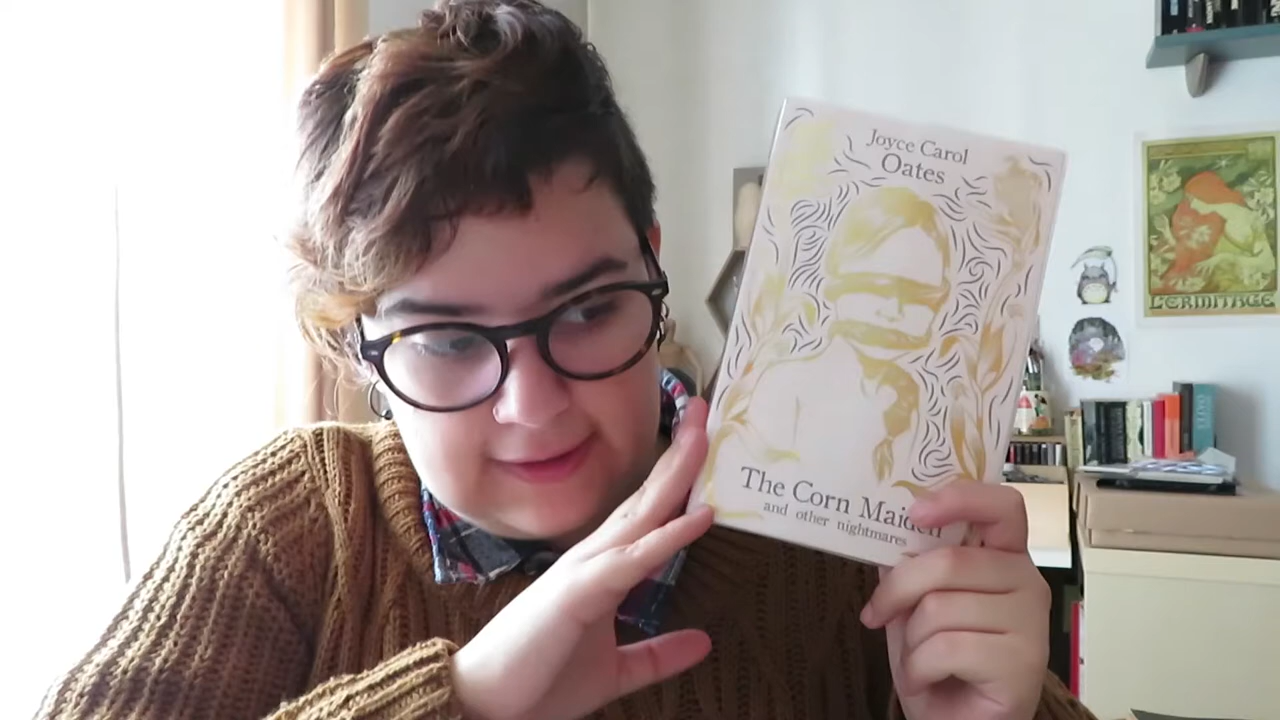 Joyce Carol
Oates
The Corn Maiden
and other nightmares
L'ERMITAGE